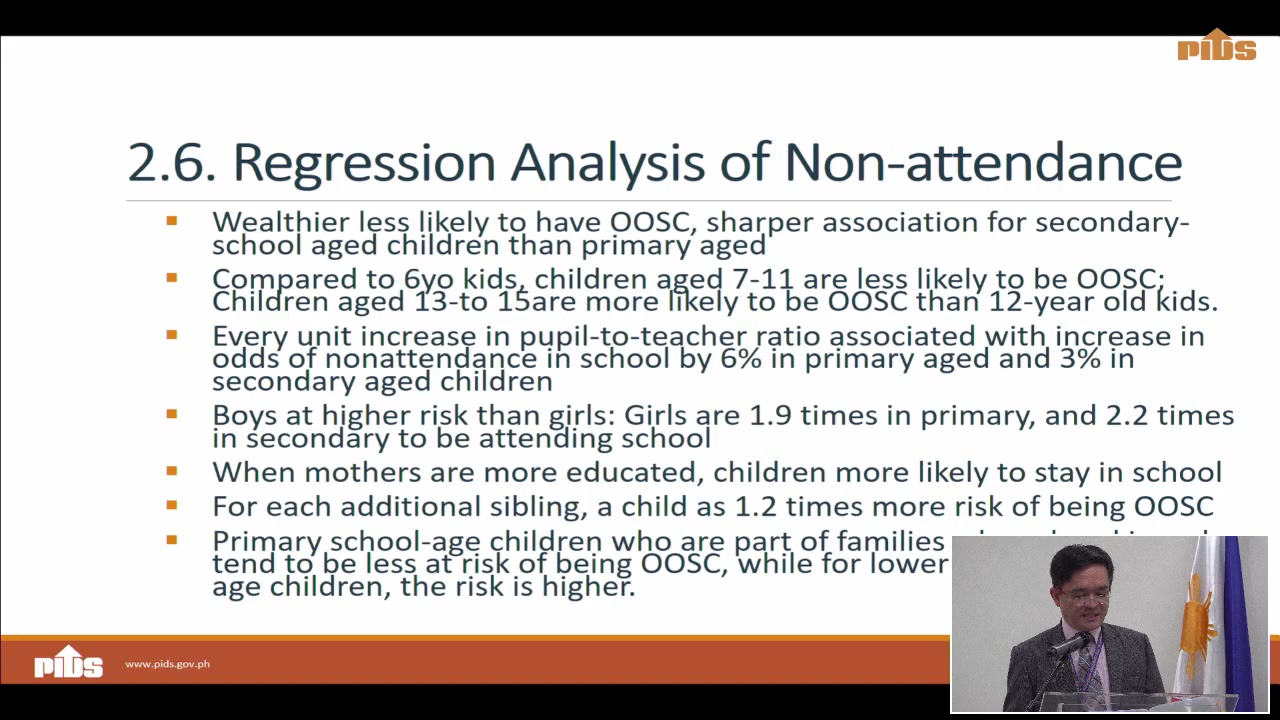 PIDS
2.6. Regression Analysis of Non-attendance
Wealthier less likely to have OOSC, sharper association for secondary-
school aged children than primary aged
Compared to 6yo kids, children aged 7-11 are less likely to be OOSC;
Children aged 13-to 15are more likely to be OOSC than 12-year old kids.
Every unit increase in pupil-to-teacher ratio associated with increase in
odds of nonattendance in school by 6% in primary aged and 3% in
secondary aged children
Boys at higher risk than girls: Girls are 1.9 times in primary, and 2.2 times
in secondary to be attending school
When mothers are more educated, children more likely to stay in school
For each additional sibling, a child as 1.2 times more risk of being OOSC
Primary school-age children who are part of families
tend to be less at risk of being OOSC, while for lower
age children, the risk is higher.
PIDS
www.pids.gov.ph